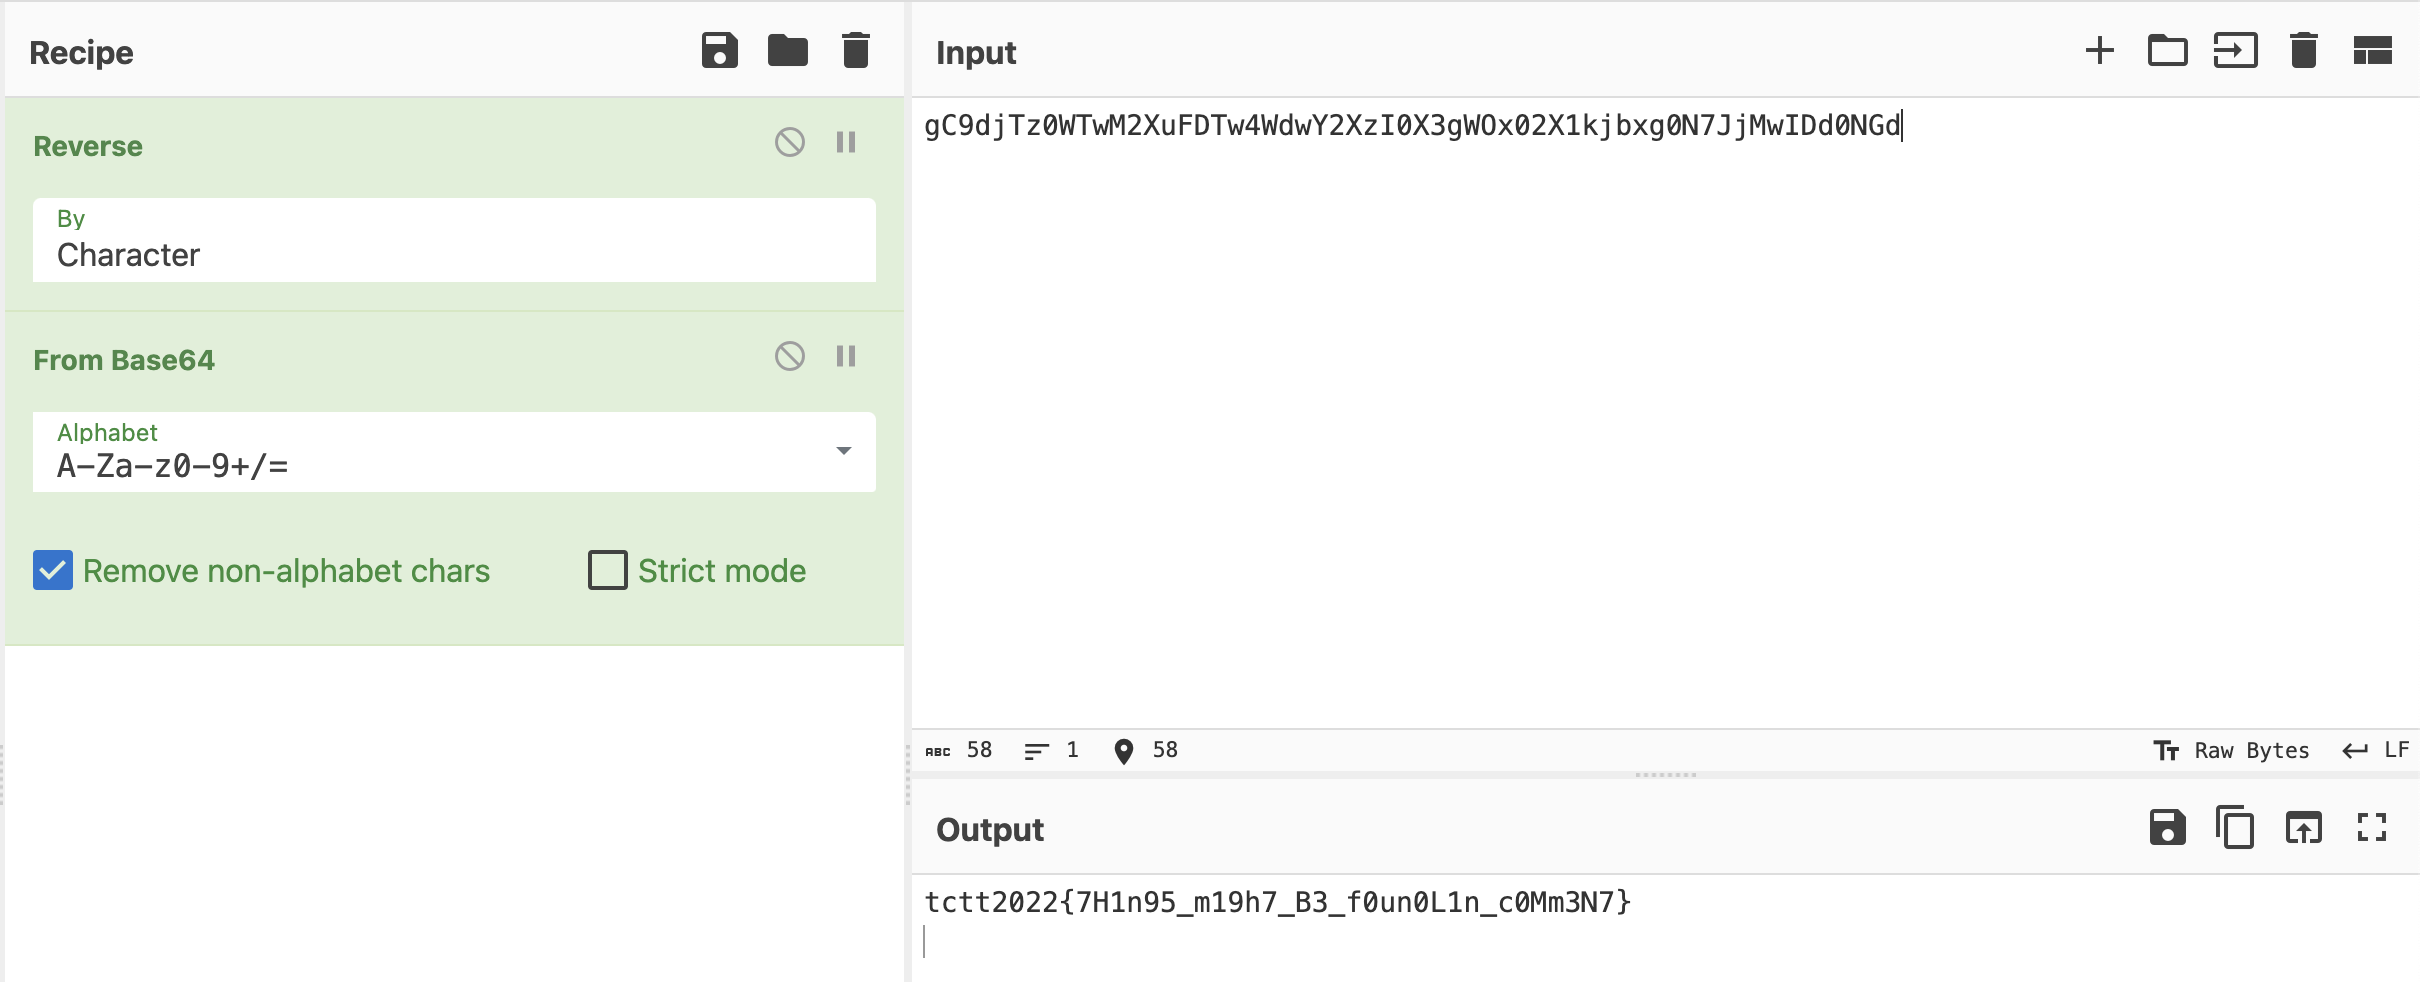 Recipe
Reverse
By
Character
From Base64
Alphabet
A-Za-z0-9+/=
Remove non-alphabet chars
Strict mode
Input
gC9djTz0WTwM2XuFDTw4WdwY2XzI0X3gWOx02X1kjbxg0N7JjMwIDd0NGd
ABC 58 1 58
Tт Raw Bytes LF
Output
tctt2022{7H1n95_m19h7_B3_f0un0L1n_c0Mm3N7}